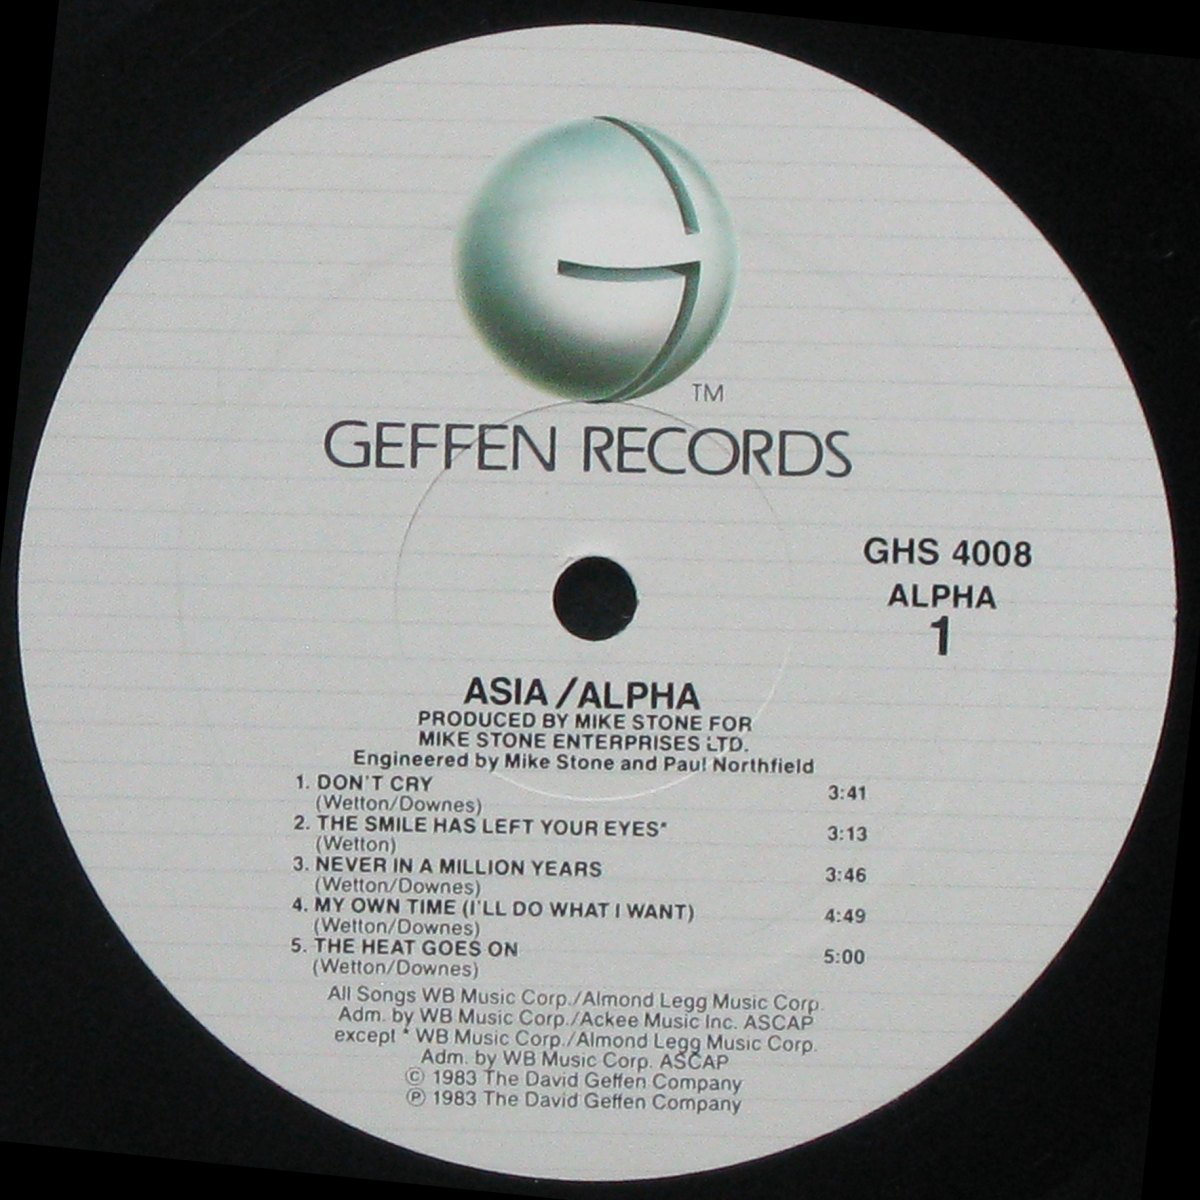 TM
GEFFEN RECORDS
GHS 4008
ALPHA
1
ASIA/ALPHA
PRODUCED BY MIKE STONE FOR
MIKE STONE ENTERPRISES LTD.
Engineered by Mike Stone and Paul Northfield
1. DON'T CRY 3:41
(Wetton/Downes)
2. THE SMILE HAS LEFT YOUR EYES* 3:13
(Wetton)
3. NEVER IN A MILLION YEARS 3:46
(Wetton/Downes)
4. MY OWN TIME (I'LL DO WHAT I WANT) 4:49
(Wetton/Downes)
5. THE HEAT GOES ON 5:00
(Wetton/Downes)
All Songs WB Music Corp./Almond Legg Music Corp.
Adm. by WB Music Corp./Ackee Music Inc. ASCAP
except * WB Music Corp./Almond Legg Music Corp.
Adm. by WB Music Corp. ASCAP
© 1983 The David Geffen Company
℗ 1983 The David Geffen Company